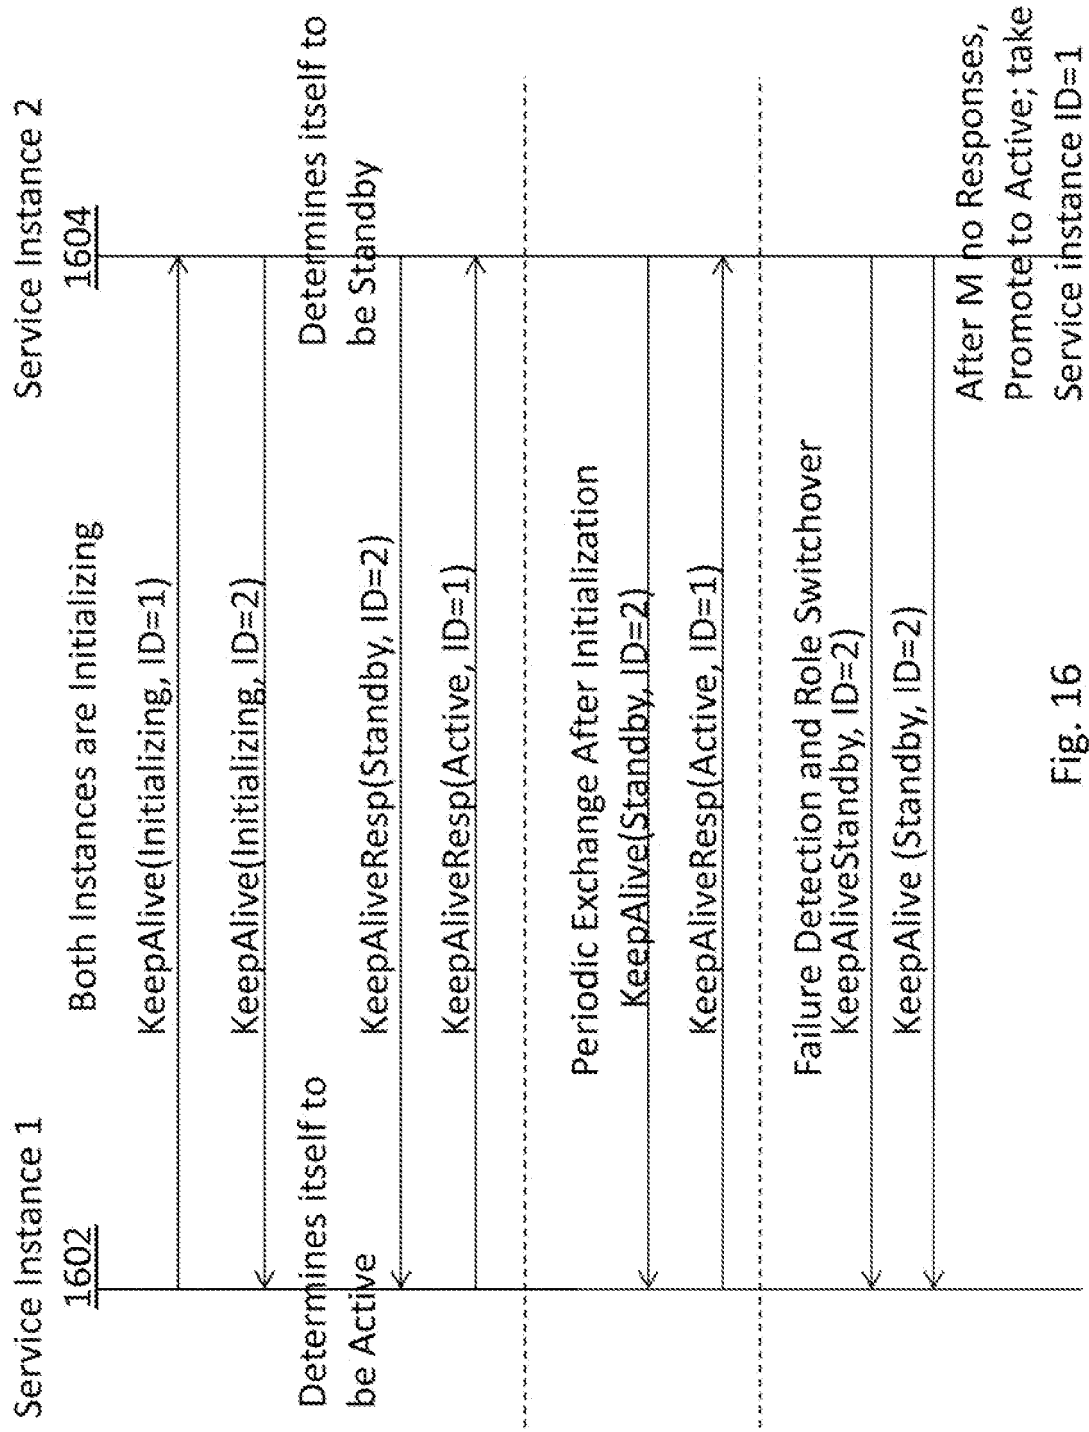 Service Instance 1
1602
Service Instance 2
1604
Both Instances are Initializing
KeepAlive(Initializing, ID=1)
KeepAlive(Initializing, ID=2)
Determines itself to
be Active
Determines itself to
be Standby
KeepAliveResp(Standby, ID=2)
KeepAliveResp(Active, ID=1)
Periodic Exchange After Initialization
KeepAlive(Standby, ID=2)
KeepAliveResp(Active, ID=1)
Failure Detection and Role Switchover
KeepAliveStandby, ID=2)
KeepAlive (Standby, ID=2)
After M no Responses,
Promote to Active; take
Service instance ID=1
Fig. 16